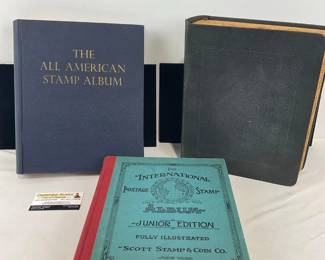 THE
ALL AMERICAN
STAMP ALBUM
THE
INTERNATIONAL
POSTAGE STAMP
ALBUM
JUNIOR EDITION
FULLY ILLUSTRATED
SCOTT STAMP & COIN CO.